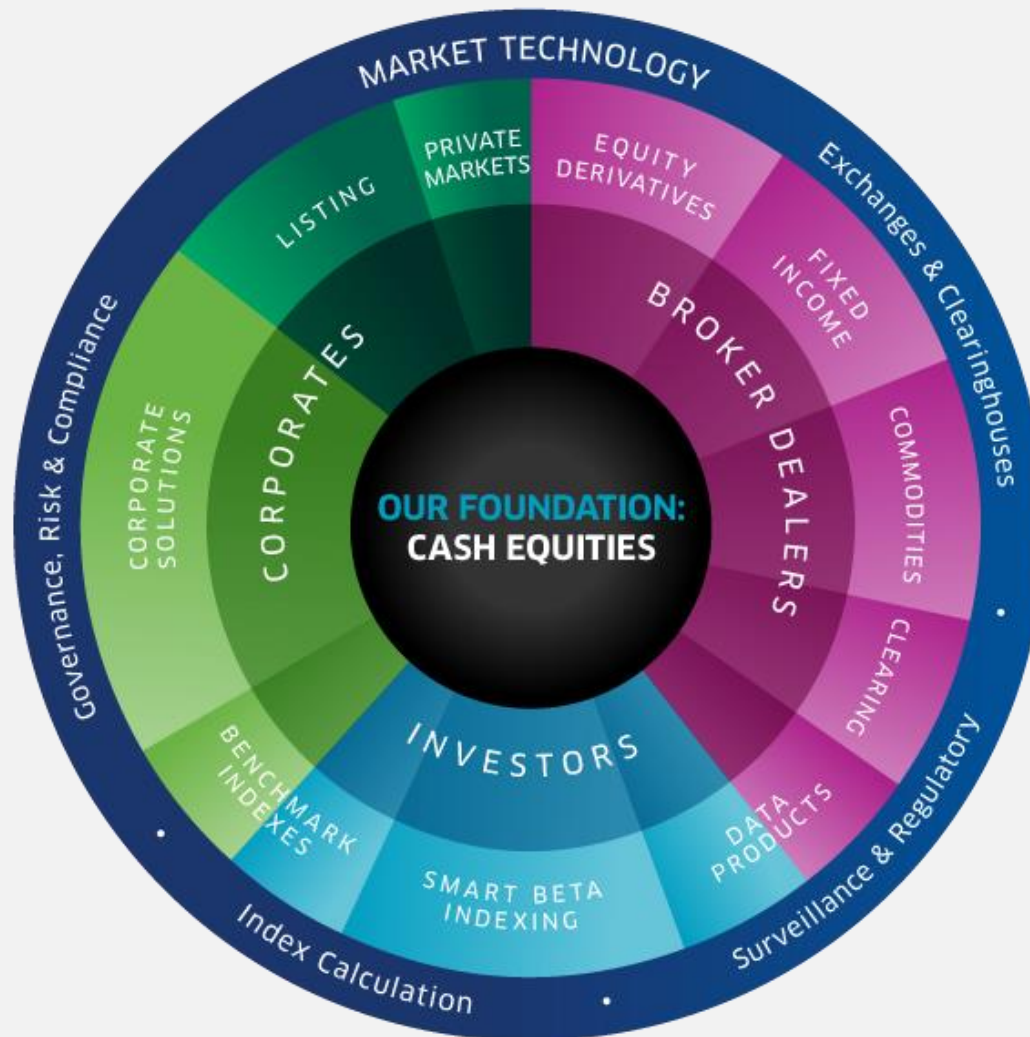 MARKET TECHNOLOGY
Exchanges & Clearinghouses
•
Surveillance & Regulatory
•
Index Calculation
•
Governance, Risk & Compliance
PRIVATE
MARKETS
EQUITY
DERIVATIVES
FIXED
INCOME
COMMODITIES
CLEARING
DATA
PRODUCTS
SMART BETA
INDEXING
BENCHMARK
INDEXES
CORPORATE
SOLUTIONS
LISTING
BROKER DEALERS
INVESTORS
CORPORATES
OUR FOUNDATION:
CASH EQUITIES